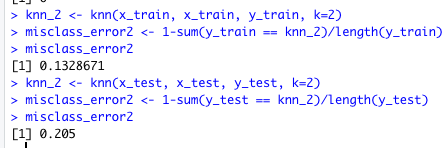 > knn_2 <- knn(x_train, x_train, y_train, k=2)
> misclass_error2 <- 1-sum(y_train == knn_2)/length(y_train)
> misclass_error2
[1] 0.1328671
> knn_2 <- knn(x_test, x_test, y_test, k=2)
> misclass_error2 <- 1-sum(y_test == knn_2)/length(y_test)
> misclass_error2
[1] 0.205